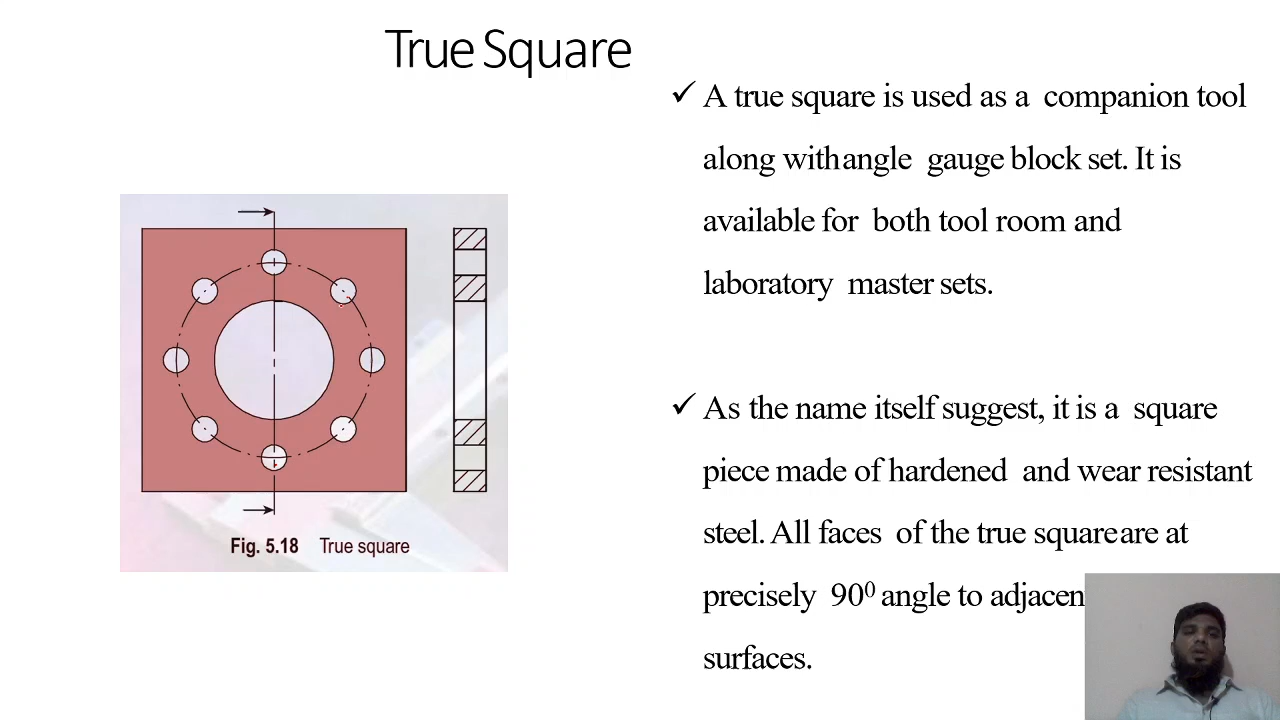 True Square
✓ A true square is used as a companion tool
along with angle gauge block set. It is
available for both tool room and
laboratory master sets.
✓ As the name itself suggest, it is a square
piece made of hardened and wear resistant
steel. All faces of the true square are at
precisely 90⁰ angle to adjacen
surfaces.
Fig. 5.18 True square